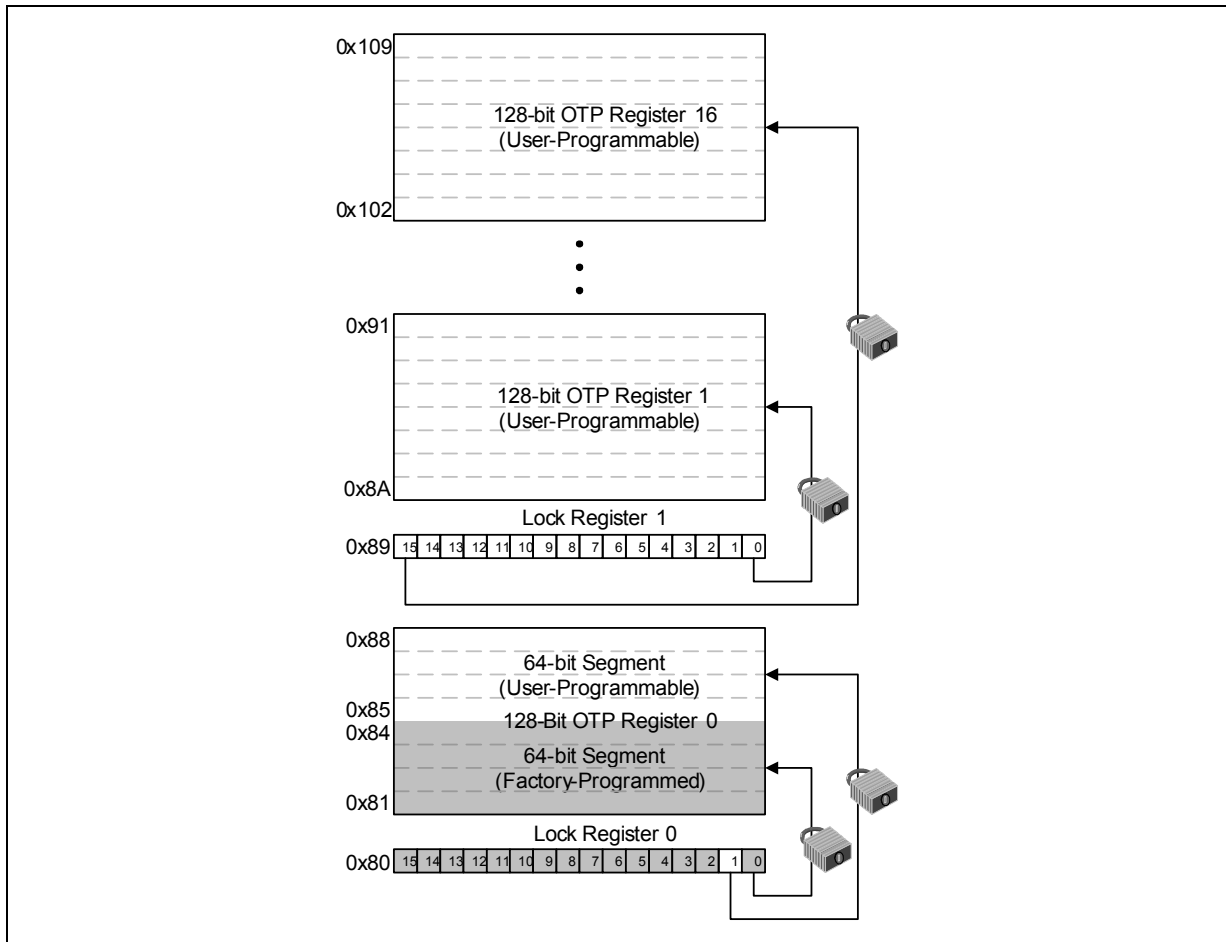 0x109
128-bit OTP Register 16
(User-Programmable)
0x102
0x91
128-bit OTP Register 1
(User-Programmable)
0x8A
Lock Register 1
0x89 15 14 13 12 11 10 9 8 7 6 5 4 3 2 1 0
0x88
64-bit Segment
(User-Programmable)
0x85
128-Bit OTP Register 0
0x84
64-bit Segment
(Factory-Programmed)
0x81
Lock Register 0
0x80 15 14 13 12 11 10 9 8 7 6 5 4 3 2 1 0